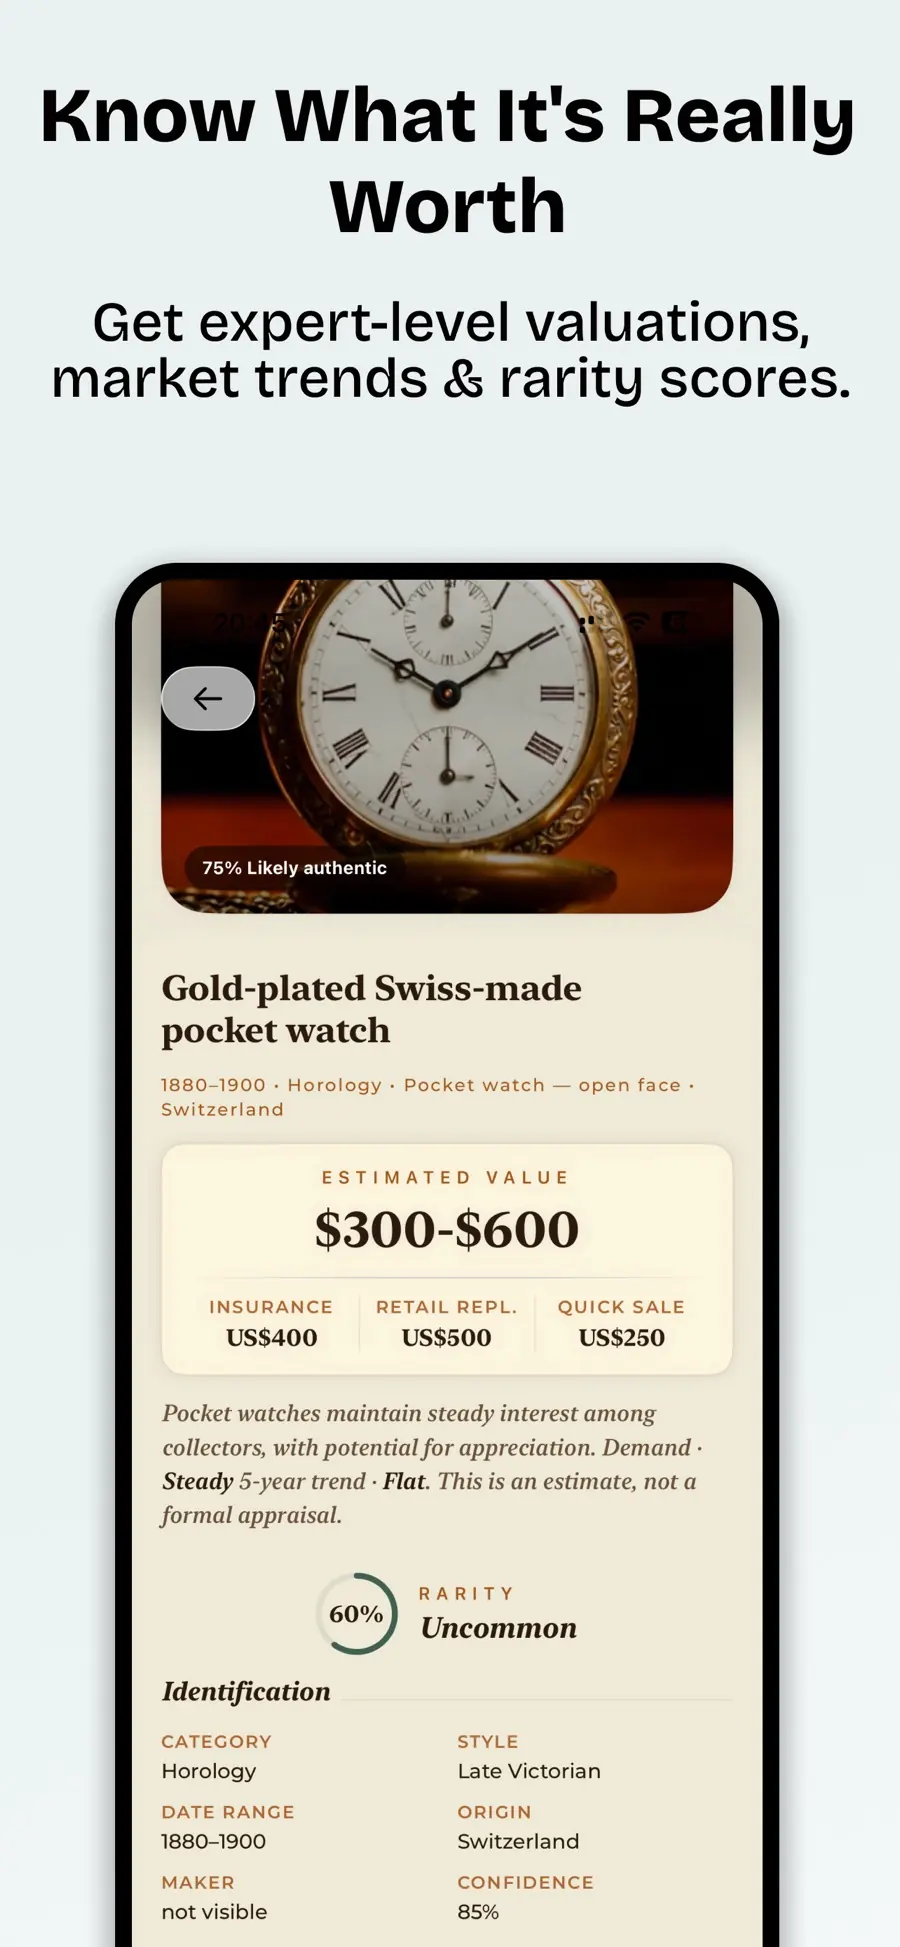 Know What It's Really
Worth
Get expert-level valuations,
market trends & rarity scores.
20:45
75% Likely authentic
Gold-plated Swiss-made
pocket watch
1880–1900 · Horology · Pocket watch — open face ·
Switzerland
ESTIMATED VALUE
$300-$600
INSURANCE RETAIL REPL. QUICK SALE
US$400 US$500 US$250
Pocket watches maintain steady interest among
collectors, with potential for appreciation. Demand ·
Steady 5-year trend · Flat. This is an estimate, not a
formal appraisal.
60%
RARITY
Uncommon
Identification
CATEGORY STYLE
Horology Late Victorian
DATE RANGE ORIGIN
1880–1900 Switzerland
MAKER CONFIDENCE
not visible 85%